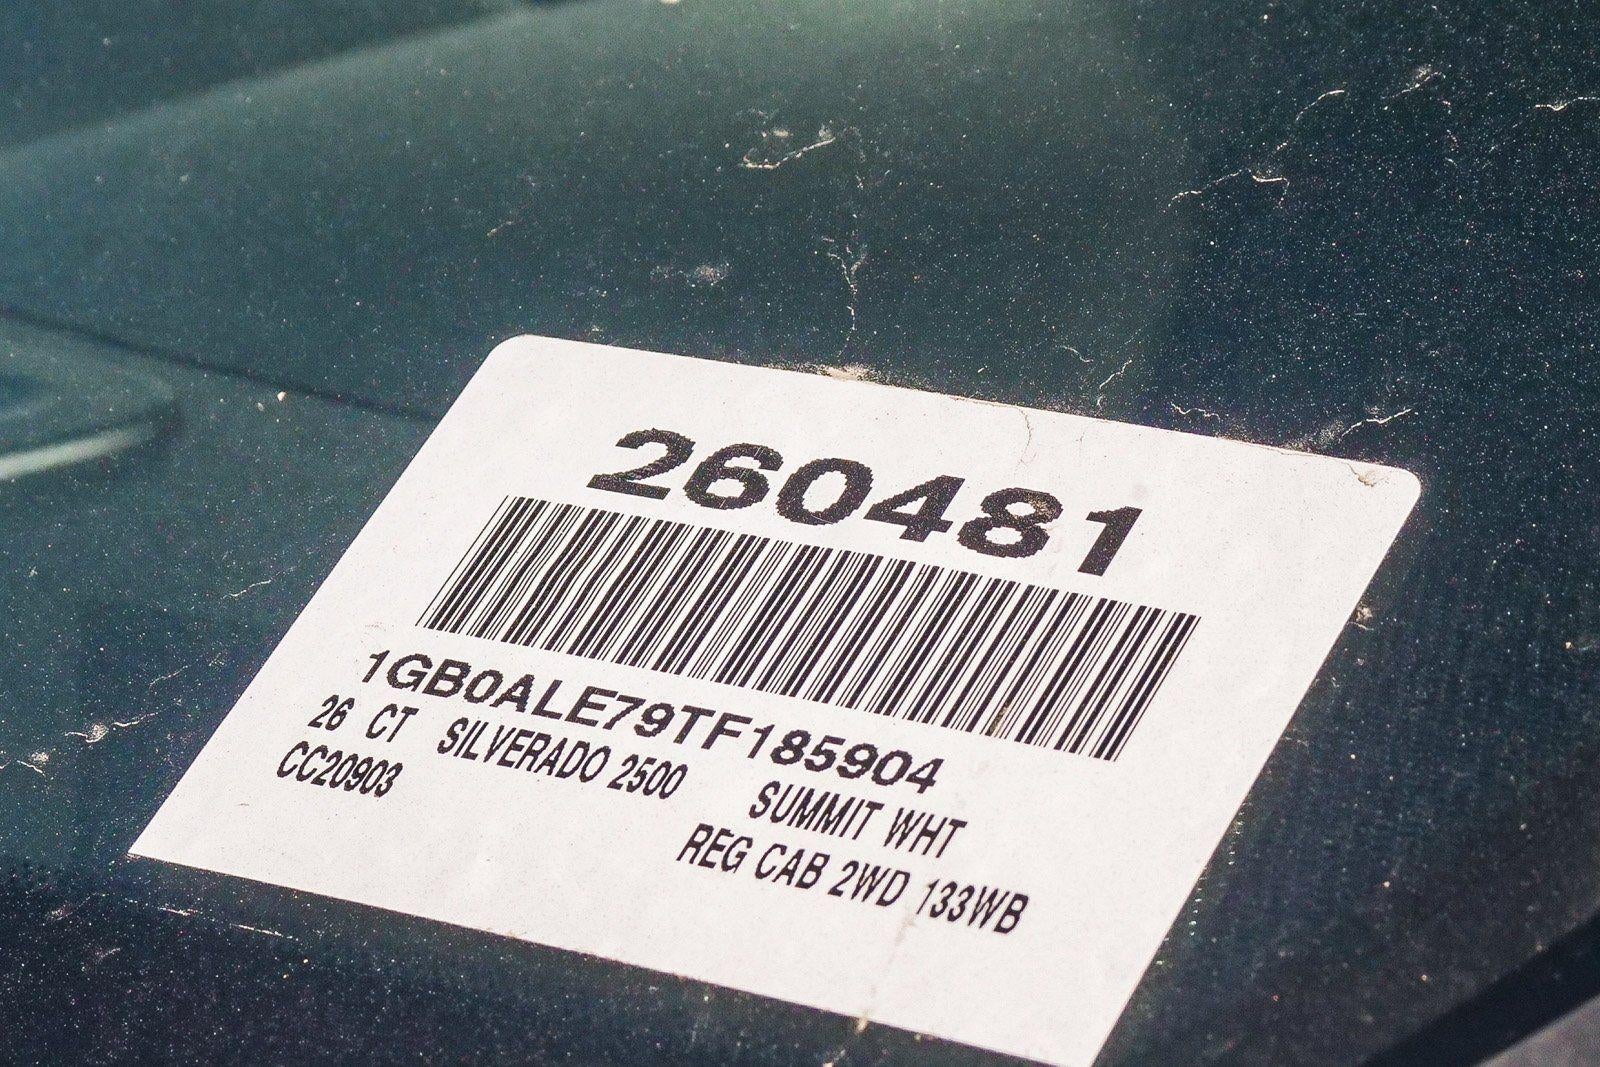 260481
1GB0ALE79TF185904
26 CT SILVERADO 2500 SUMMIT WHT
CC20903 REG CAB 2WD 133WB